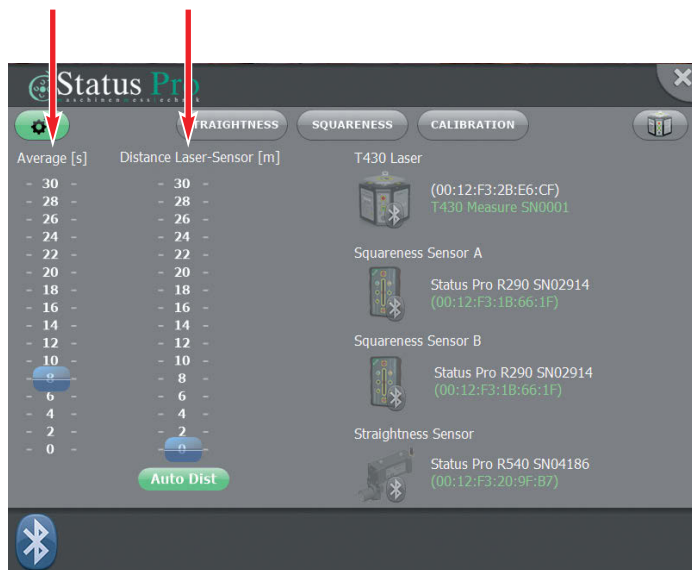 Status Pro
Maschinenmesstechnik
STRAIGHTNESS
SQUARENESS
CALIBRATION
Average [s]
Distance Laser-Sensor [m]
- 30 -
- 28 -
- 26 -
- 24 -
- 22 -
- 20 -
- 18 -
- 16 -
- 14 -
- 12 -
- 10 -
- 8 -
- 6 -
- 4 -
- 2 -
- 0 -
- 30 -
- 28 -
- 26 -
- 24 -
- 22 -
- 20 -
- 18 -
- 16 -
- 14 -
- 12 -
- 10 -
- 8 -
- 6 -
- 4 -
- 2 -
- 0 -
Auto Dist
T430 Laser
(00:12:F3:2B:E6:CF)
T430 Measure SN0001
Squareness Sensor A
Status Pro R290 SN02914
(00:12:F3:1B:66:1F)
Squareness Sensor B
Status Pro R290 SN02914
(00:12:F3:1B:66:1F)
Straightness Sensor
Status Pro R540 SN04186
(00:12:F3:20:9F:B7)